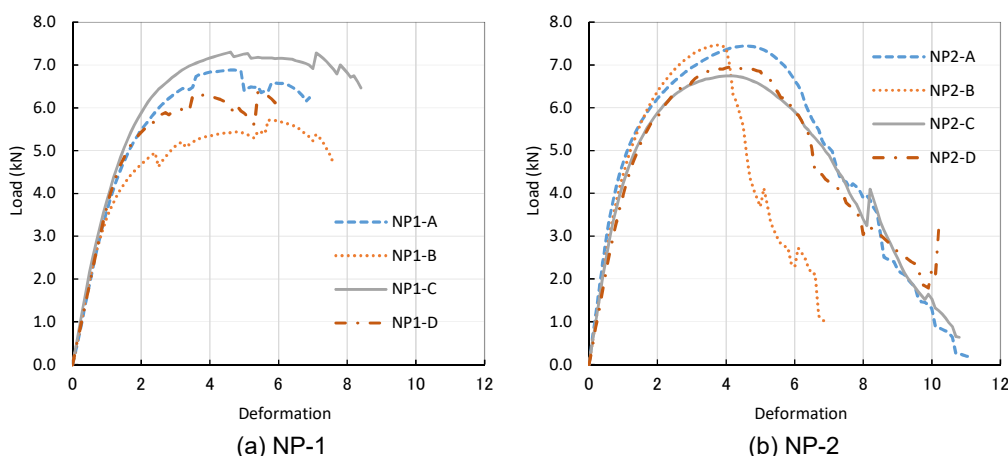 8.0
7.0
6.0
5.0
4.0
3.0
2.0
1.0
0.0
Load (kN)
0 2 4 6 8 10 12
Deformation
NP1-A
NP1-B
NP1-C
NP1-D
(a) NP-1
8.0
7.0
6.0
5.0
4.0
3.0
2.0
1.0
0.0
Load (kN)
0 2 4 6 8 10 12
Deformation
NP2-A
NP2-B
NP2-C
NP2-D
(b) NP-2